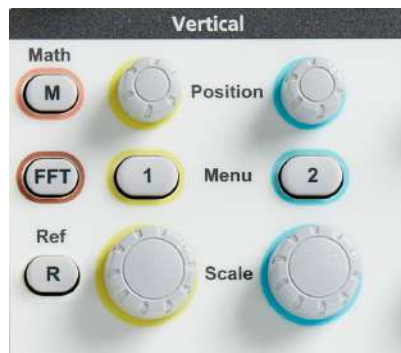 Vertical
Math
M
Position
FFT
1
Menu
2
Ref
R
Scale